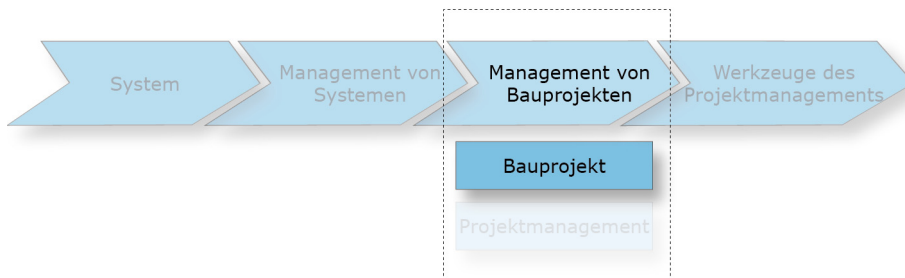 System
Management von
Systemen
Management von
Bauprojekten
Werkzeuge des
Projektmanagements
Bauprojekt
Projektmanagement